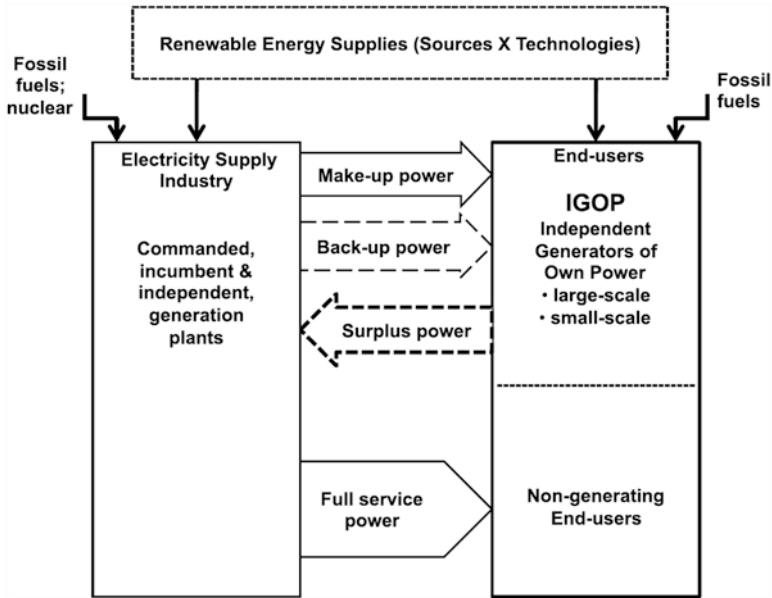 Renewable Energy Supplies (Sources X Technologies)
Fossil
fuels;
nuclear
Fossil
fuels
Electricity Supply
Industry
Commanded,
incumbent &
independent,
generation
plants
Make-up power
Back-up power
Surplus power
Full service
power
End-users
IGOP
Independent
Generators of
Own Power
• large-scale
• small-scale
Non-generating
End-users